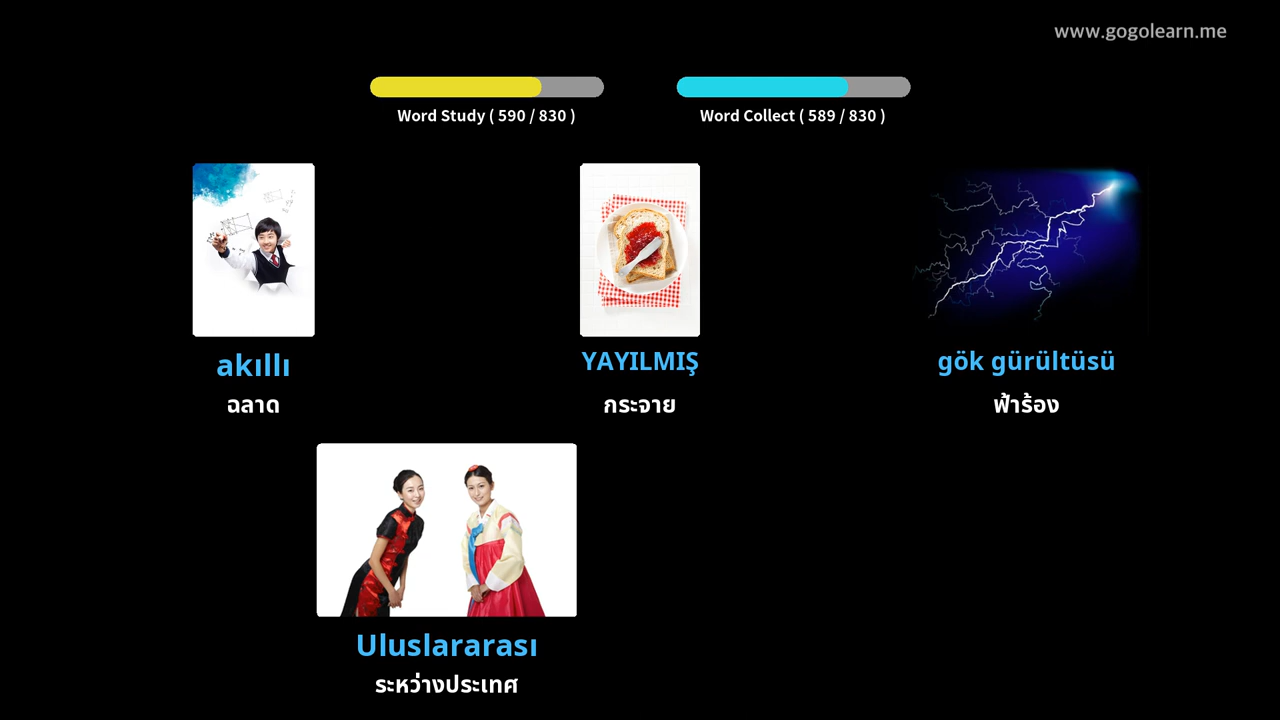 www.gogolearn.me
Word Study ( 590 / 830 )
Word Collect ( 589 / 830 )
akıllı
ฉลาด
YAYILMIŞ
กระจาย
gök gürültüsü
ฟ้าร้อง
Uluslararası
ระหว่างประเทศ